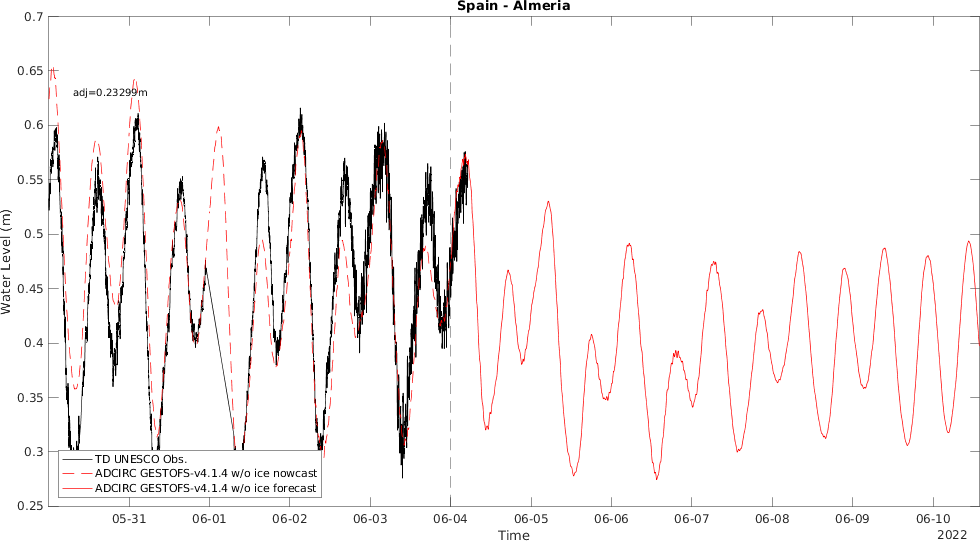 Spain - Almeria
0.7
0.65
0.6
0.55
0.5
0.45
0.4
0.35
0.3
0.25
Water Level (m)
adj=0.23299m
TD UNESCO Obs.
ADCIRC GESTOFS-v4.1.4 w/o ice nowcast
ADCIRC GESTOFS-v4.1.4 w/o ice forecast
05-31 06-01 06-02 06-03 06-04 06-05 06-06 06-07 06-08 06-09 06-10
Time
2022